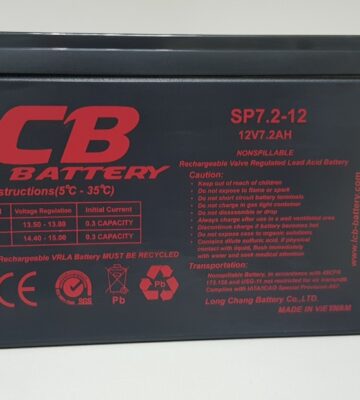 CB
BATTERY
structions(5°C - 35°C)
Voltage Regulation Initial Current
13.50 - 13.80 0.3 CAPACITY
14.40 - 15.00 0.3 CAPACITY
Rechargeable VRLA Battery MUST BE RECYCLED
CE
Pb
Pb
SP7.2-12
12V7.2AH
NONSPILLABLE
Rechargeable Valve Regulated Lead Acid Battery
Caution:
Keep out of reach of children
Do not expose to flame or spark
Do not short circuit battery terminals
Do not charge in gas tight container
Do not disassemble or drop
Always charge after use in a well ventilated area
Discontinue charge if battery becomes hot
Do not expose case to organic solutions
Contains dilute sulfuric acid. If physical
contact with liquid, flush immediately
with water and seek medical attention
Transportation:
Nonspillable Battery. In accordance with 49CFR
Long Chang Battery Co.,LTD.
MADE IN VIETNAM
www.lcb-battery.com